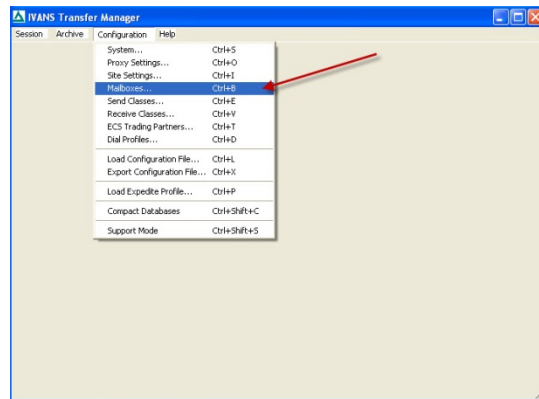 IVANS Transfer Manager
Session Archive Configuration Help
System... Ctrl+S
Proxy Settings... Ctrl+O
Site Settings... Ctrl+I
Mailboxes... Ctrl+B
Send Classes... Ctrl+E
Receive Classes... Ctrl+V
ECS Trading Partners... Ctrl+T
Dial Profiles... Ctrl+D
Load Configuration File... Ctrl+L
Export Configuration File... Ctrl+X
Load Expedite Profile... Ctrl+P
Compact Databases Ctrl+Shift+C
Support Mode Ctrl+Shift+S